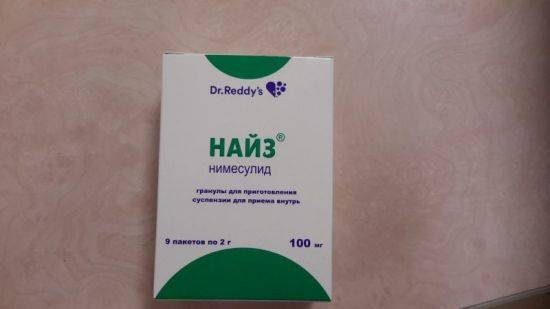 Dr.Reddy's
НАЙЗ®
нимесулид
гранулы для приготовления
суспензии для приема внутрь
9 пакетов по 2 г
100 мг